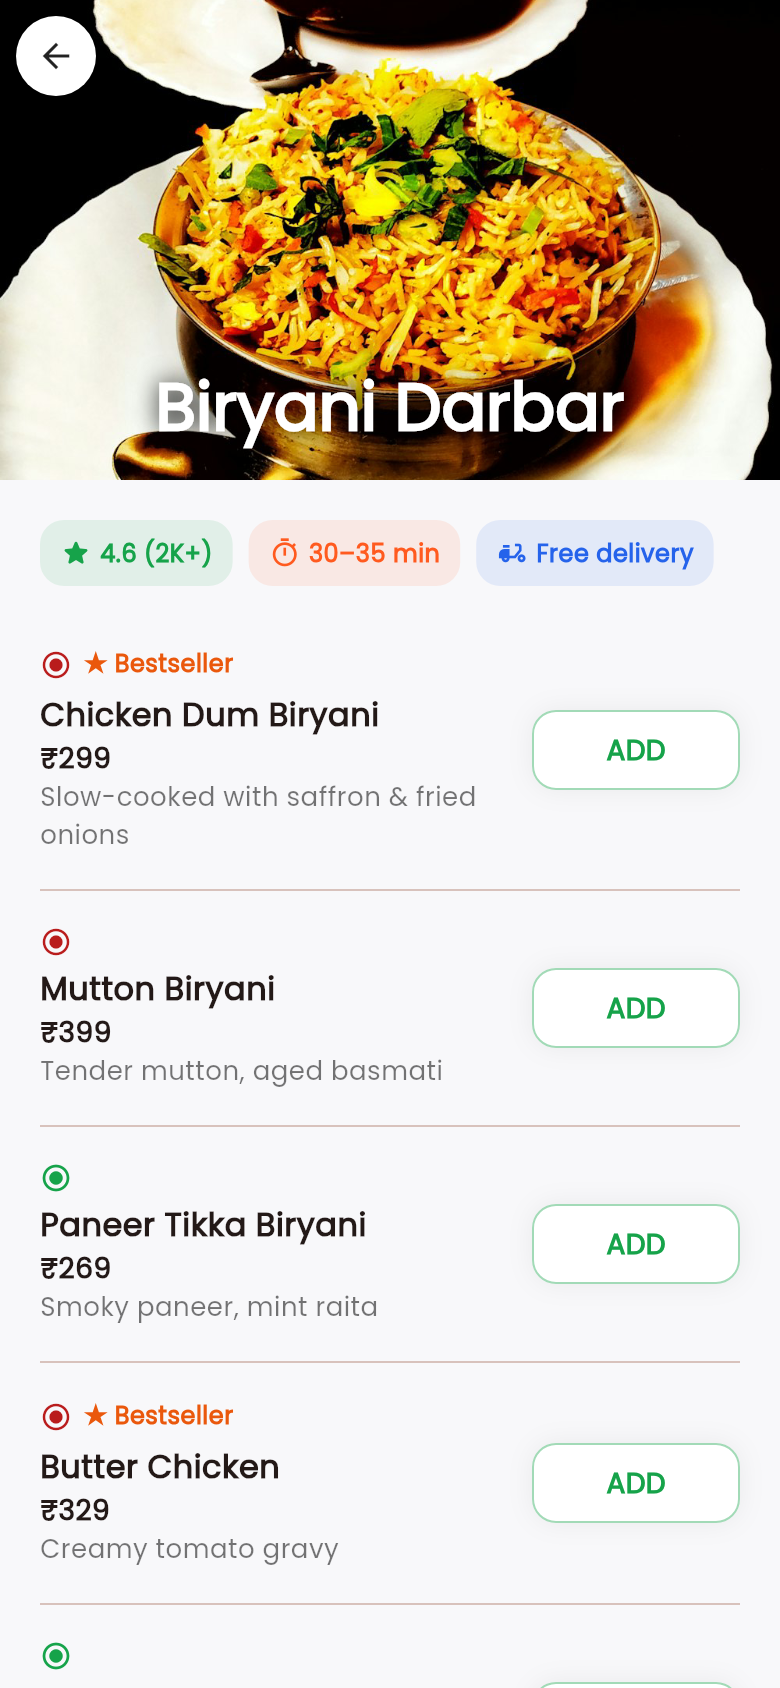 Biryani Darbar
4.6 (2K+)
30–35 min
Free delivery
★ Bestseller
Chicken Dum Biryani
₹299
Slow-cooked with saffron & fried
onions
ADD
Mutton Biryani
₹399
Tender mutton, aged basmati
ADD
Paneer Tikka Biryani
₹269
Smoky paneer, mint raita
ADD
★ Bestseller
Butter Chicken
₹329
Creamy tomato gravy
ADD